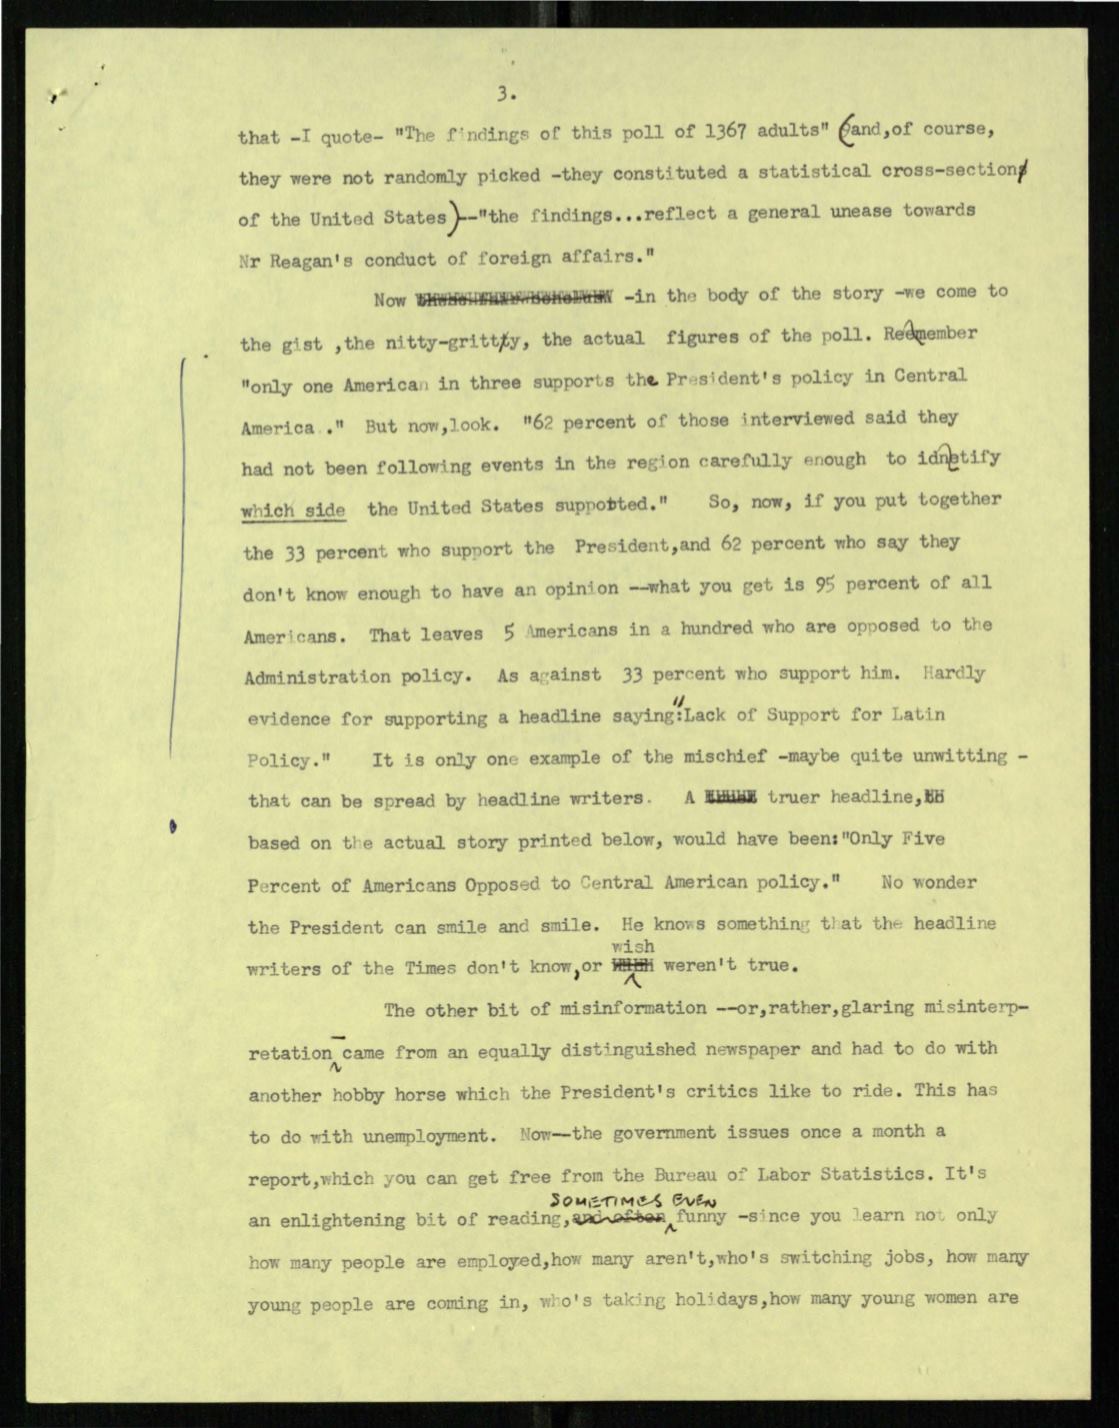 3.
that -I quote- "The findings of this poll of 1367 adults" (and,of course,
they were not randomly picked -they constituted a statistical cross-section
of the United States)--"the findings...reflect a general unease towards
Nr Reagan's conduct of foreign affairs."
Now -in the body of the story -we come to
the gist ,the nitty-gritty, the actual figures of the poll. Remember
"only one American in three supports the President's policy in Central
America ." But now,look. "62 percent of those interviewed said they
had not been following events in the region carefully enough to idnetify
which side the United States suppotted." So, now, if you put together
the 33 percent who support the President,and 62 percent who say they
don't know enough to have an opinion --what you get is 95 percent of all
Americans. That leaves 5 Americans in a hundred who are opposed to the
Administration policy. As against 33 percent who support him. Hardly
evidence for supporting a headline saying:"Lack of Support for Latin
Policy." It is only one example of the mischief -maybe quite unwitting -
that can be spread by headline writers. A truer headline,
based on the actual story printed below, would have been:"Only Five
Percent of Americans Opposed to Central American policy." No wonder
the President can smile and smile. He knows something that the headline
wish
writers of the Times don't know,or weren't true.
The other bit of misinformation --or,rather,glaring misinterp-
retation - came from an equally distinguished newspaper and had to do with
another hobby horse which the President's critics like to ride. This has
to do with unemployment. Now--the government issues once a month a
report,which you can get free from the Bureau of Labor Statistics. It's
SOMETIMES EVEN
an enlightening bit of reading,and often funny -since you learn not only
how many people are employed,how many aren't,who's switching jobs, how many
young people are coming in, who's taking holidays,how many young women are